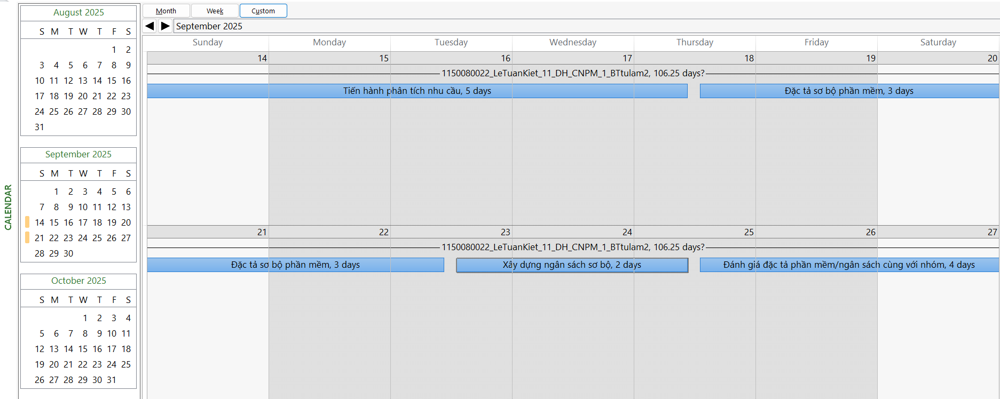 CALENDAR
August 2025
S M T W T F S
1 2
3 4 5 6 7 8 9
10 11 12 13 14 15 16
17 18 19 20 21 22 23
24 25 26 27 28 29 30
31
September 2025
S M T W T F S
1 2 3 4 5 6
7 8 9 10 11 12 13
14 15 16 17 18 19 20
21 22 23 24 25 26 27
28 29 30
October 2025
S M T W T F S
1 2 3 4
5 6 7 8 9 10 11
12 13 14 15 16 17 18
19 20 21 22 23 24 25
26 27 28 29 30 31
Month Week Custom
September 2025
Sunday Monday Tuesday Wednesday Thursday Friday Saturday
14 15 16 17 18 19 20
1150080022_LeTuanKiet_11_DH_CNPM_1_BTtulam2, 106.25 days?
Tiến hành phân tích nhu cầu, 5 days Đặc tả sơ bộ phần mềm, 3 days
21 22 23 24 25 26 27
1150080022_LeTuanKiet_11_DH_CNPM_1_BTtulam2, 106.25 days?
Đặc tả sơ bộ phần mềm, 3 days Xây dựng ngân sách sơ bộ, 2 days Đánh giá đặc tả phần mềm/ngân sách cùng với nhóm, 4 days